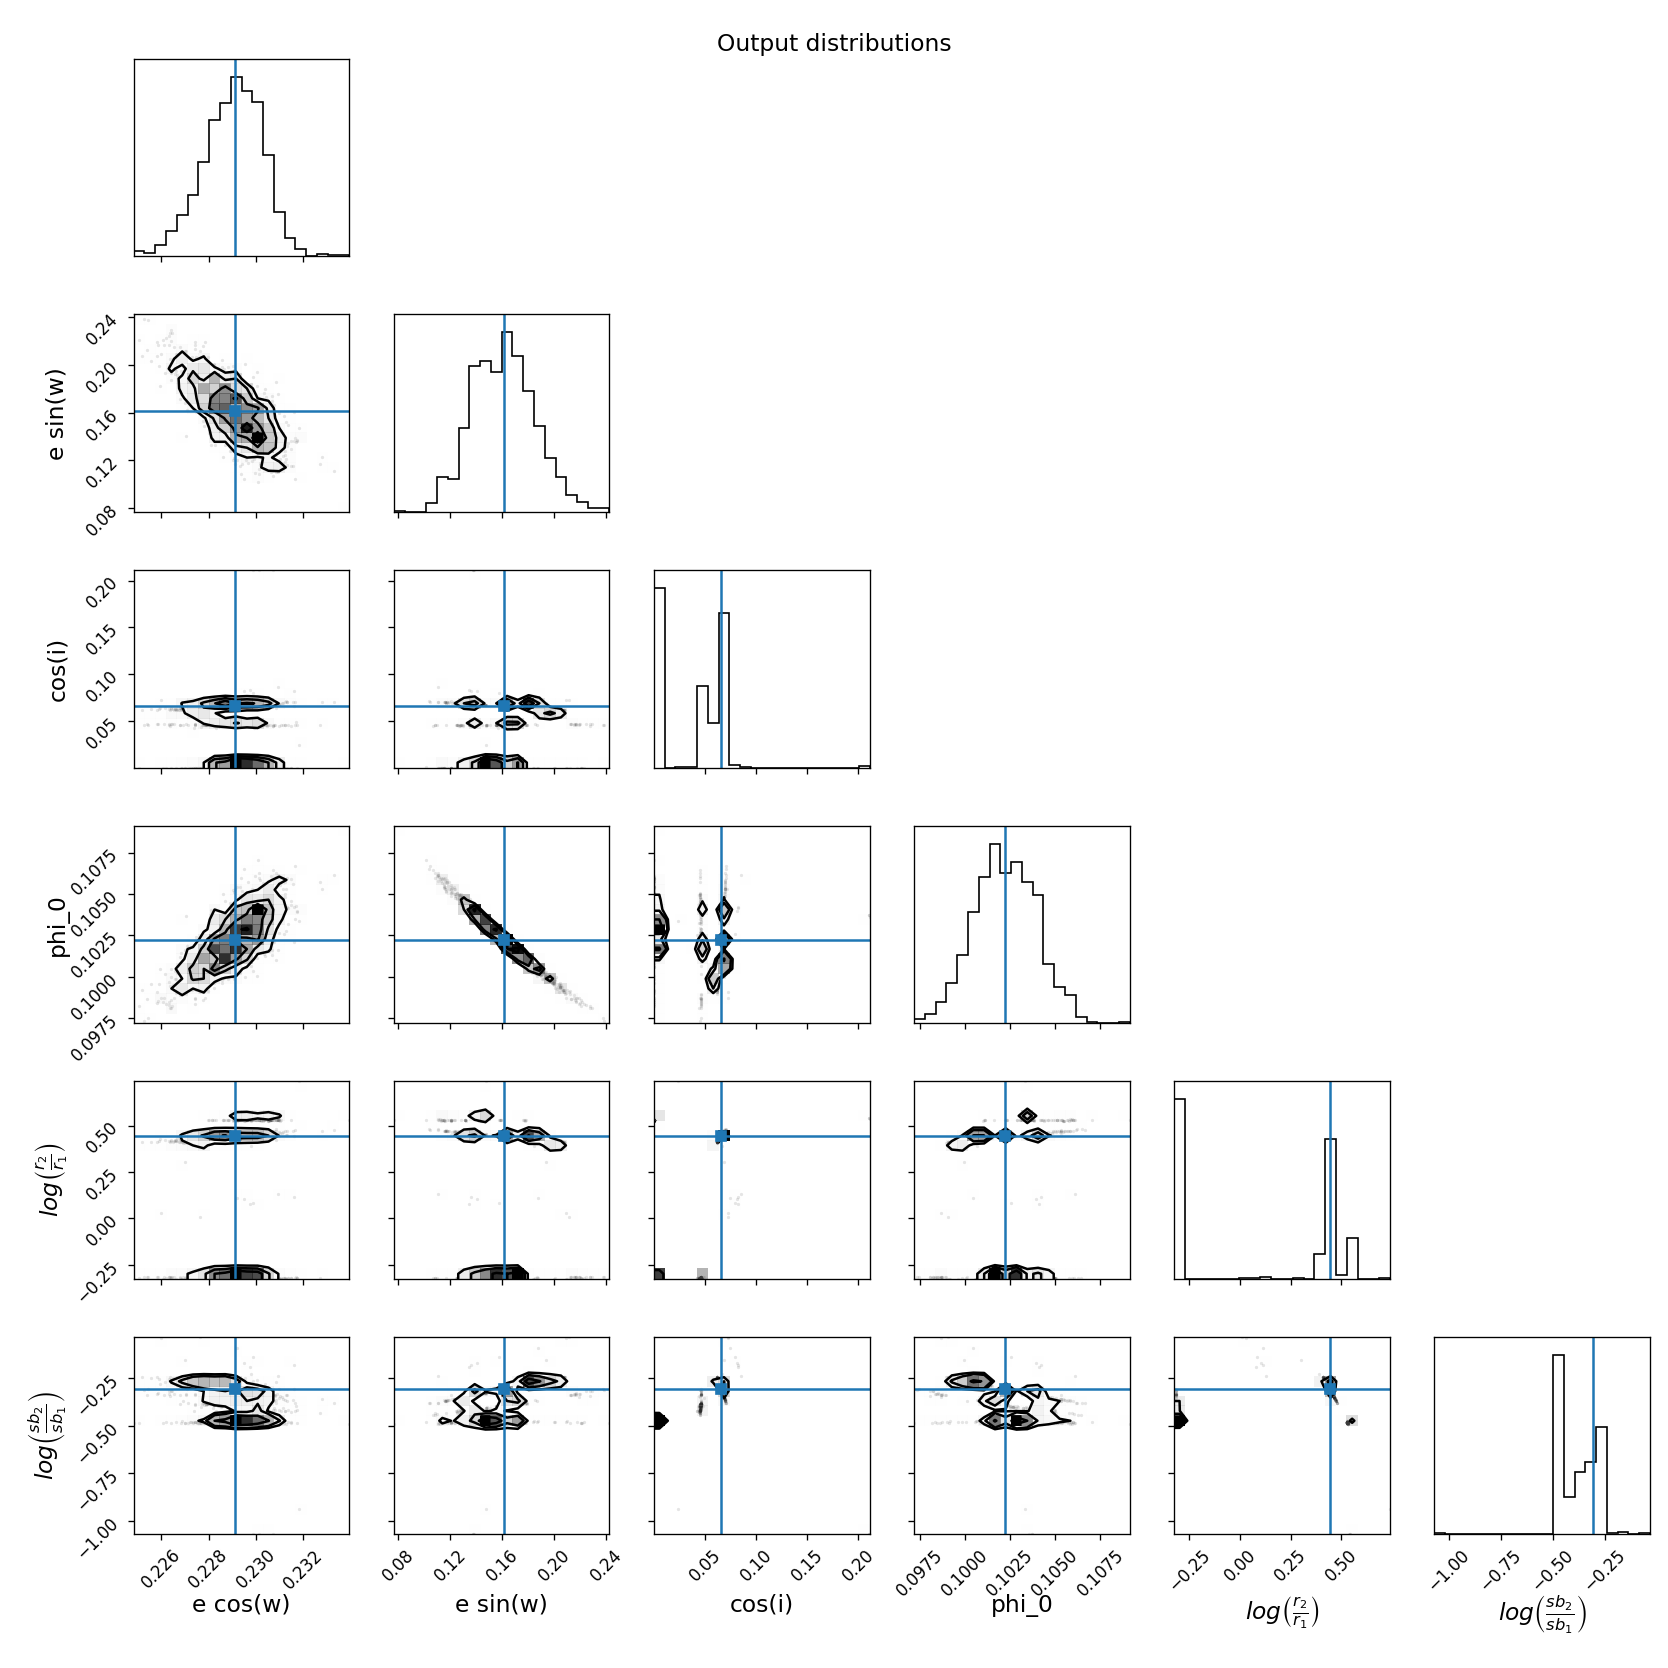 Output distributions
e sin(w)
0.24
0.20
0.16
0.12
0.08
cos(i)
0.20
0.15
0.10
0.05
phi_0
0.1075
0.1050
0.1025
0.1000
0.0975
log(r₂/r₁)
0.50
0.25
0.00
−0.25
log(sb₂/sb₁)
−0.25
−0.50
−0.75
−1.00
0.226 0.228 0.230 0.232
0.08 0.12 0.16 0.20 0.24
0.05 0.10 0.15 0.20
0.0975 0.1000 0.1025 0.1050 0.1075
−0.25 0.00 0.25 0.50
−1.00 −0.75 −0.50 −0.25
e cos(w) e sin(w) cos(i) phi_0 log(r₂/r₁) log(sb₂/sb₁)